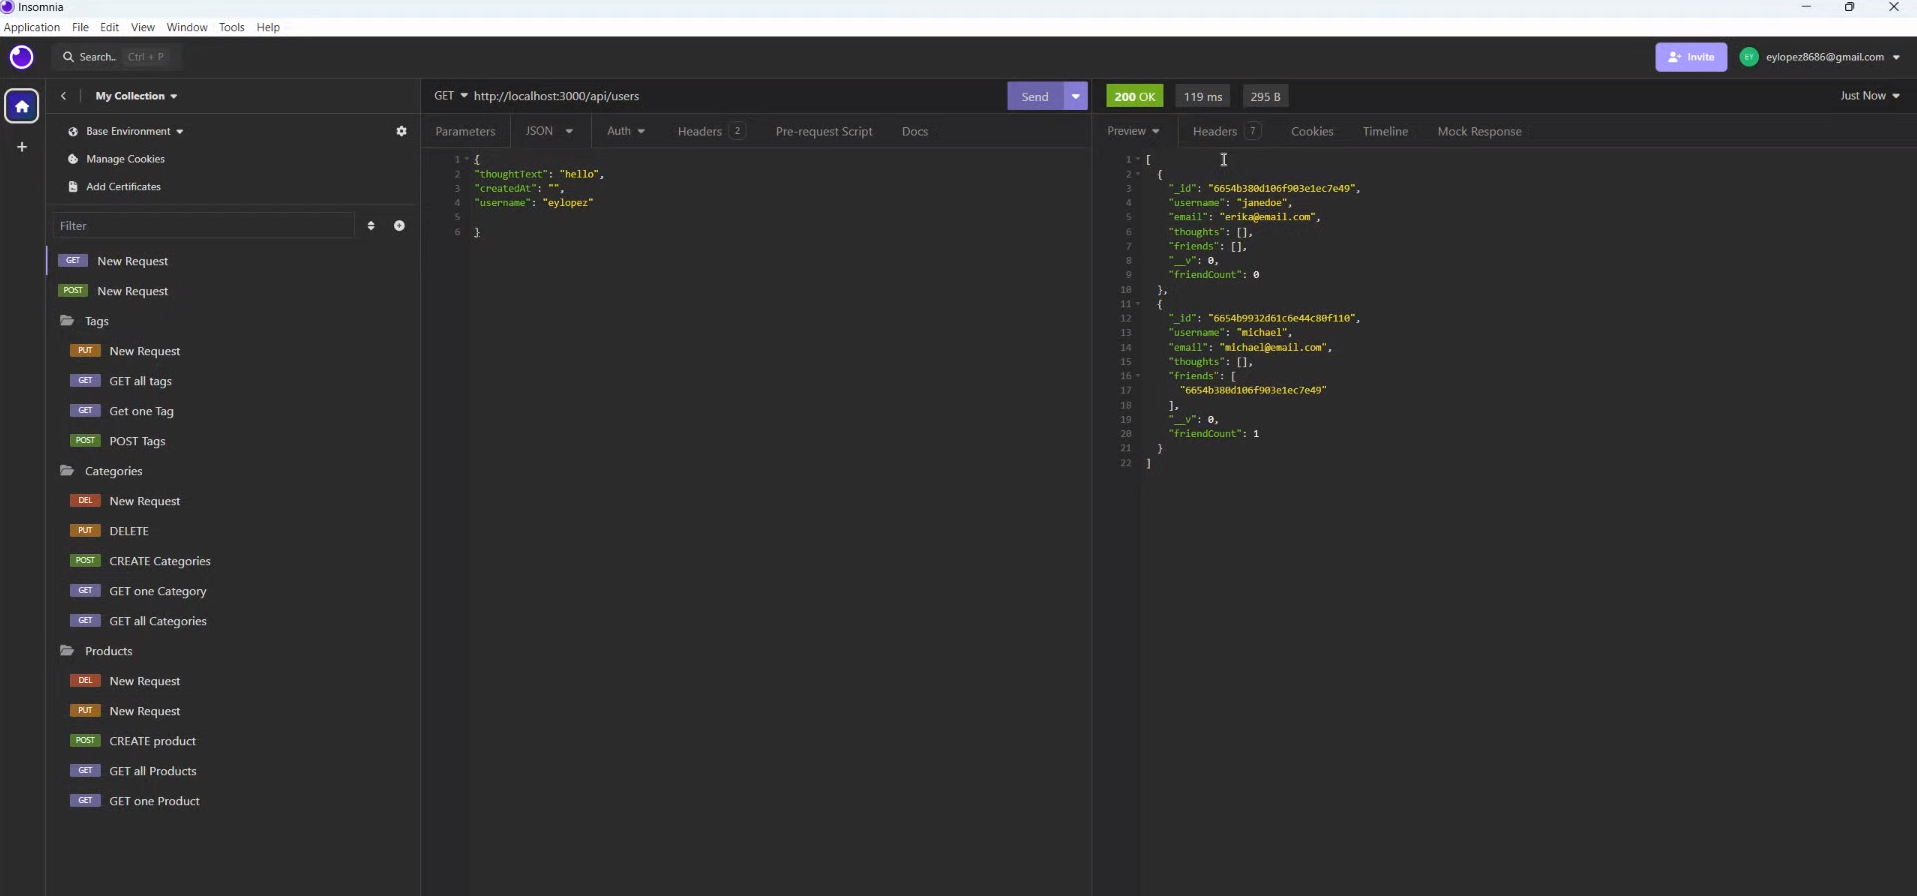 Insomnia
Application File Edit View Window Tools Help
Search.. Ctrl + P
Invite
EY eylopez8686@gmail.com
My Collection
Base Environment
Manage Cookies
Add Certificates
Filter
GET New Request
POST New Request
Tags
PUT New Request
GET GET all tags
GET Get one Tag
POST POST Tags
Categories
DEL New Request
PUT DELETE
POST CREATE Categories
GET GET one Category
GET GET all Categories
Products
DEL New Request
PUT New Request
POST CREATE product
GET GET all Products
GET GET one Product
GET http://localhost:3000/api/users Send
Parameters JSON Auth Headers 2 Pre-request Script Docs
1 {
2 "thoughtText": "hello",
3 "createdAt": "",
4 "username": "eylopez"
5
6 }
200 OK 119 ms 295 B Just Now
Preview Headers 7 Cookies Timeline Mock Response
1 [
2 {
3 "_id": "6654b380d106f903e1ec7e49",
4 "username": "janedoe",
5 "email": "erika@email.com",
6 "thoughts": [],
7 "friends": [],
8 "__v": 0,
9 "friendCount": 0
10 },
11 {
12 "_id": "6654b9932d61c6e44c80f110",
13 "username": "michael",
14 "email": "michael@email.com",
15 "thoughts": [],
16 "friends": [
17 "6654b380d106f903e1ec7e49"
18 ],
19 "__v": 0,
20 "friendCount": 1
21 }
22 ]